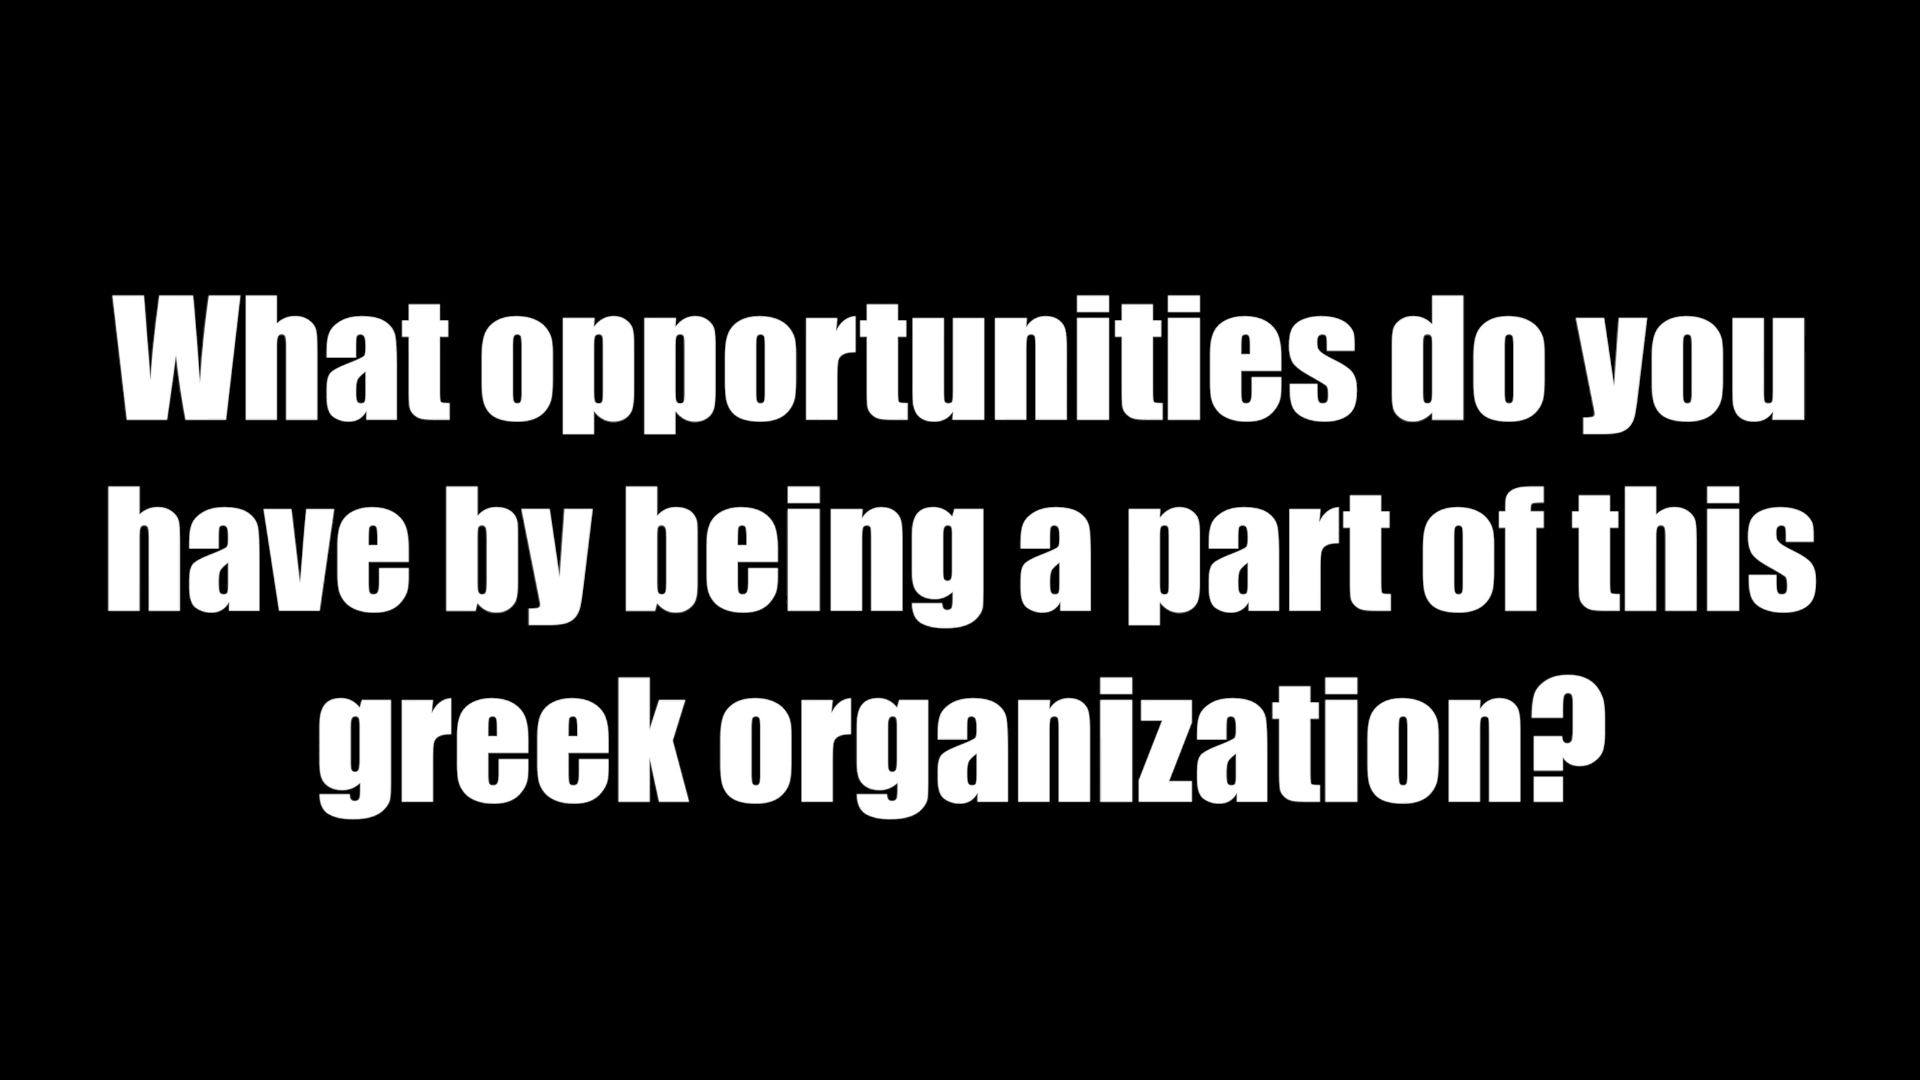 What opportunities do you
have by being a part of this
greek organization?